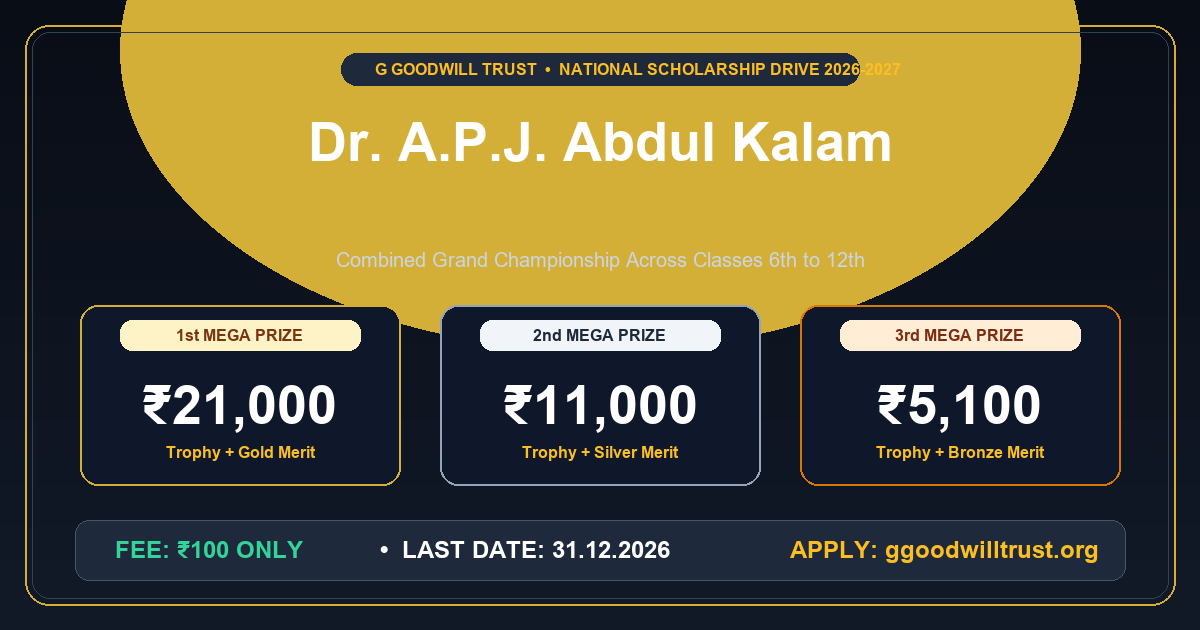 G GOODWILL TRUST • NATIONAL SCHOLARSHIP DRIVE 2026-2027
Dr. A.P.J. Abdul Kalam
Combined Grand Championship Across Classes 6th to 12th
1st MEGA PRIZE
₹21,000
Trophy + Gold Merit
2nd MEGA PRIZE
₹11,000
Trophy + Silver Merit
3rd MEGA PRIZE
₹5,100
Trophy + Bronze Merit
FEE: ₹100 ONLY • LAST DATE: 31.12.2026 APPLY: ggoodwilltrust.org